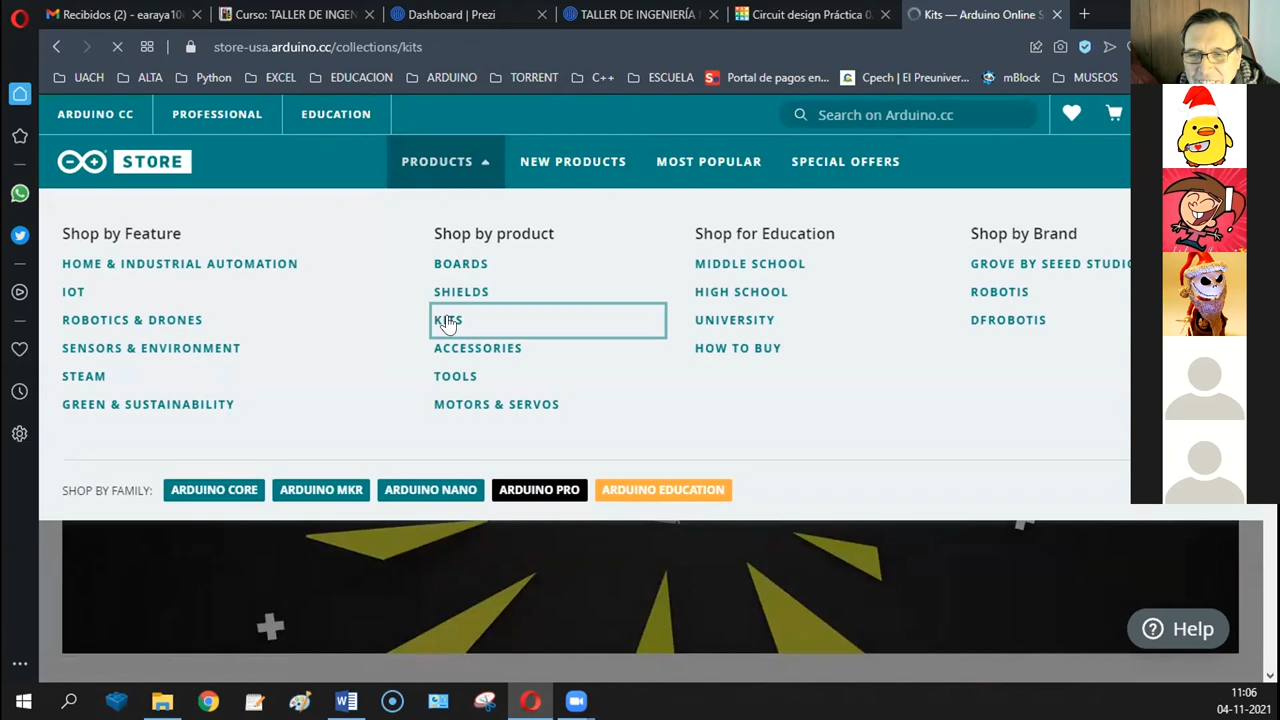 Recibidos (2) - earaya10
Curso: TALLER DE INGEN
Dashboard | Prezi
TALLER DE INGENIERÍA
Circuit design Práctica 0.
Kits — Arduino Online S
store-usa.arduino.cc/collections/kits
UACH
ALTA
Python
EXCEL
EDUCACION
ARDUINO
TORRENT
C++
ESCUELA
Portal de pagos en...
Cpech | El Preuniver...
mBlock
MUSEOS
ARDUINO CC
PROFESSIONAL
EDUCATION
Search on Arduino.cc
STORE
PRODUCTS
NEW PRODUCTS
MOST POPULAR
SPECIAL OFFERS
Shop by Feature
HOME & INDUSTRIAL AUTOMATION
IOT
ROBOTICS & DRONES
SENSORS & ENVIRONMENT
STEAM
GREEN & SUSTAINABILITY
Shop by product
BOARDS
SHIELDS
KITS
ACCESSORIES
TOOLS
MOTORS & SERVOS
Shop for Education
MIDDLE SCHOOL
HIGH SCHOOL
UNIVERSITY
HOW TO BUY
Shop by Brand
GROVE BY SEEED STUDIO
ROBOTIS
DFROBOTIS
SHOP BY FAMILY:
ARDUINO CORE
ARDUINO MKR
ARDUINO NANO
ARDUINO PRO
ARDUINO EDUCATION
Help
11:06
04-11-2021